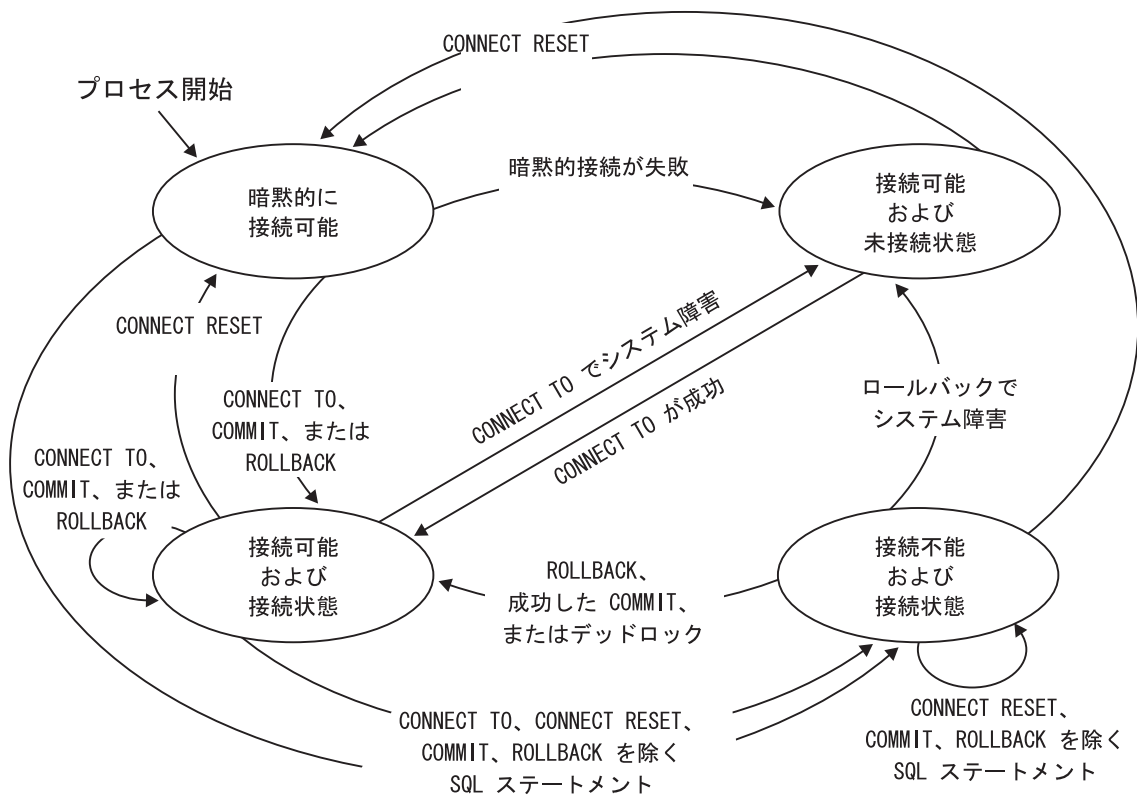 CONNECT RESET
プロセス開始
暗黙的に
接続可能
暗黙的接続が失敗
接続可能
および
未接続状態
CONNECT RESET
CONNECT TO でシステム障害
CONNECT TO が成功
CONNECT TO、
COMMIT、または
ROLLBACK
ロールバックで
システム障害
CONNECT TO、
COMMIT、または
ROLLBACK
接続可能
および
接続状態
ROLLBACK、
成功した COMMIT、
またはデッドロック
接続不能
および
接続状態
CONNECT TO、CONNECT RESET、
COMMIT、ROLLBACK を除く
SQL ステートメント
CONNECT RESET、
COMMIT、ROLLBACK を除く
SQL ステートメント